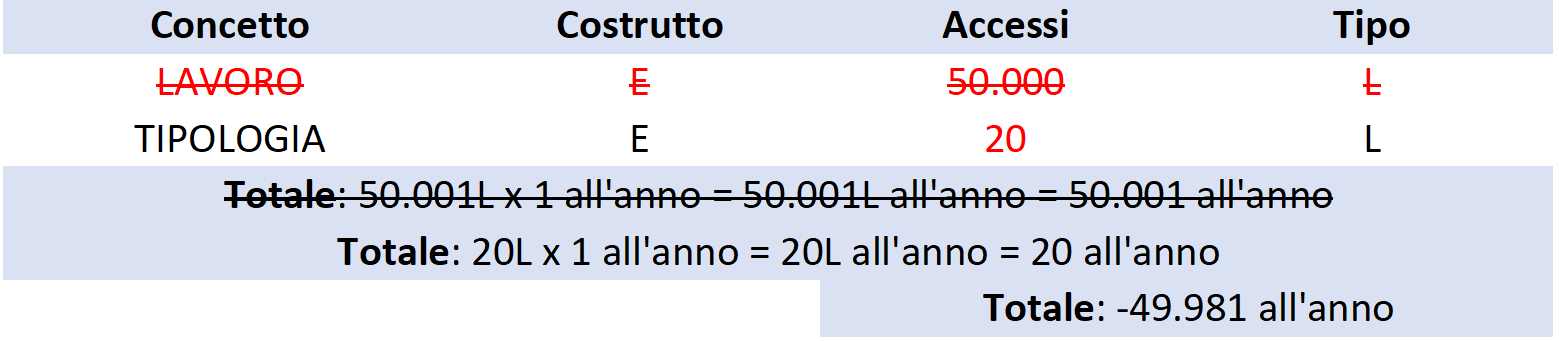 Concetto Costrutto Accessi Tipo
LAVORO E 50.000 L
TIPOLOGIA E 20 L
Totale: 50.001L x 1 all'anno = 50.001L all'anno = 50.001 all'anno
Totale: 20L x 1 all'anno = 20L all'anno = 20 all'anno
Totale: -49.981 all'anno